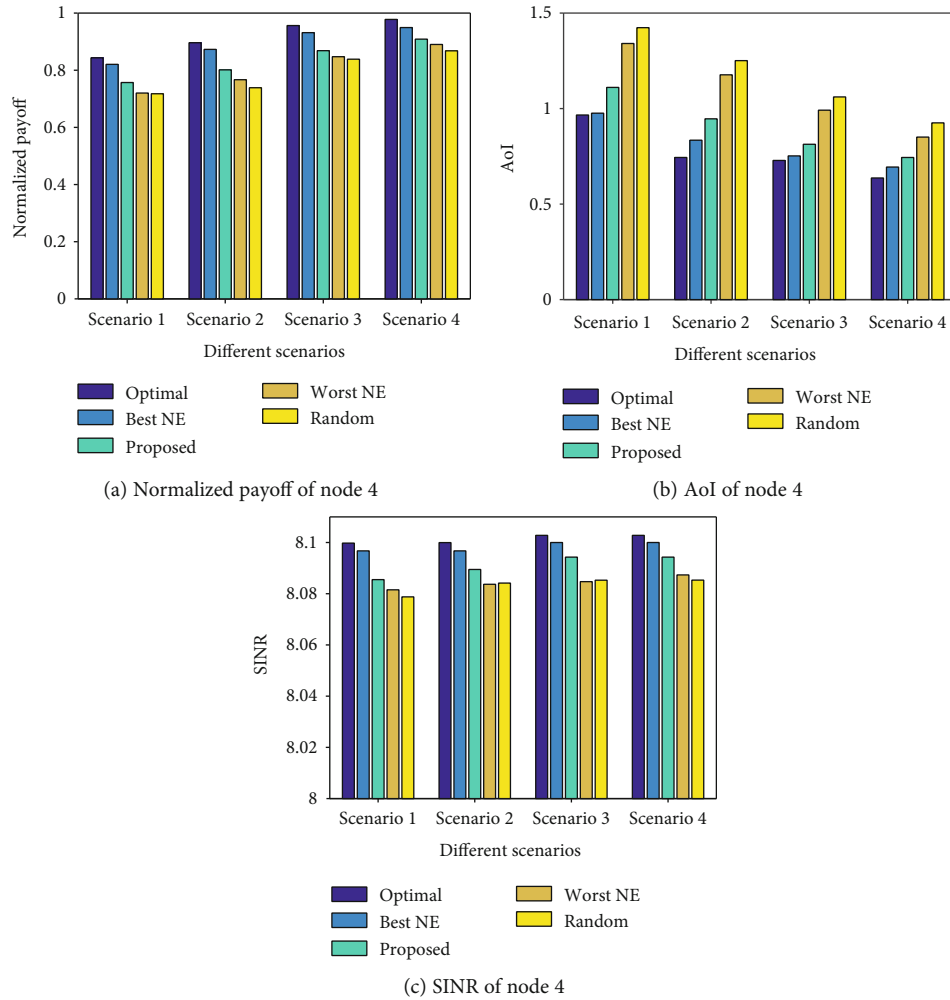 Normalized payoff
1
0.8
0.6
0.4
0.2
0
Scenario 1 Scenario 2 Scenario 3 Scenario 4
Different scenarios
Optimal
Best NE
Proposed
Worst NE
Random
(a) Normalized payoff of node 4
AoI
1.5
1
0.5
0
Scenario 1 Scenario 2 Scenario 3 Scenario 4
Different scenarios
Optimal
Best NE
Proposed
Worst NE
Random
(b) AoI of node 4
SINR
8.1
8.08
8.06
8.04
8.02
8
Scenario 1 Scenario 2 Scenario 3 Scenario 4
Different scenarios
Optimal
Best NE
Proposed
Worst NE
Random
(c) SINR of node 4